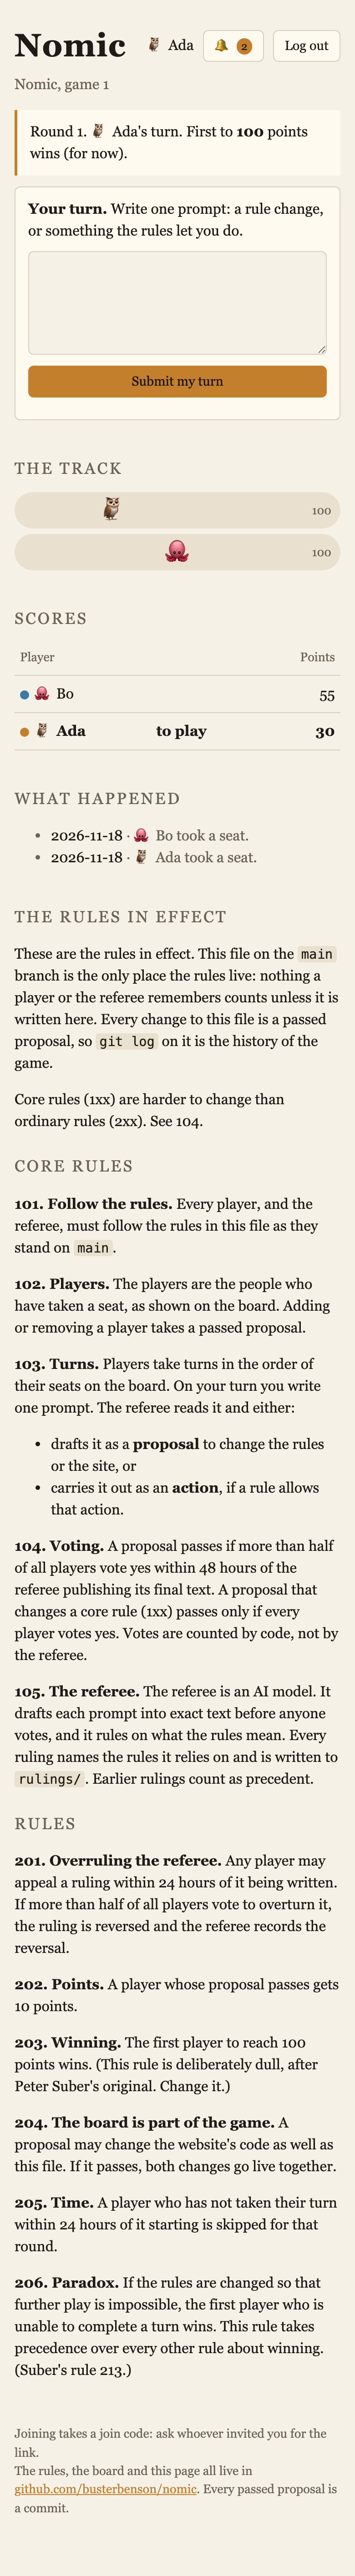 Nomic
Ada
2
Log out
Nomic, game 1
Round 1. Ada's turn. First to 100 points
wins (for now).
Your turn. Write one prompt: a rule change,
or something the rules let you do.
Submit my turn
THE TRACK
100
100
SCORES
Player Points
Bo 55
Ada to play 30
WHAT HAPPENED
• 2026-11-18 · Bo took a seat.
• 2026-11-18 · Ada took a seat.
THE RULES IN EFFECT
These are the rules in effect. This file on the main
branch is the only place the rules live: nothing a
player or the referee remembers counts unless it is
written here. Every change to this file is a passed
proposal, so git log on it is the history of the
game.
Core rules (1xx) are harder to change than
ordinary rules (2xx). See 104.
CORE RULES
101. Follow the rules. Every player, and the
referee, must follow the rules in this file as they
stand on main.
102. Players. The players are the people who
have taken a seat, as shown on the board. Adding
or removing a player takes a passed proposal.
103. Turns. Players take turns in the order of
their seats on the board. On your turn you write
one prompt. The referee reads it and either:
• drafts it as a proposal to change the rules
or the site, or
• carries it out as an action, if a rule allows
that action.
104. Voting. A proposal passes if more than half
of all players vote yes within 48 hours of the
referee publishing its final text. A proposal that
changes a core rule (1xx) passes only if every
player votes yes. Votes are counted by code, not by
the referee.
105. The referee. The referee is an AI model. It
drafts each prompt into exact text before anyone
votes, and it rules on what the rules mean. Every
ruling names the rules it relies on and is written to
rulings/. Earlier rulings count as precedent.
RULES
201. Overruling the referee. Any player may
appeal a ruling within 24 hours of it being written.
If more than half of all players vote to overturn it,
the ruling is reversed and the referee records the
reversal.
202. Points. A player whose proposal passes gets
10 points.
203. Winning. The first player to reach 100
points wins. (This rule is deliberately dull, after
Peter Suber's original. Change it.)
204. The board is part of the game. A
proposal may change the website's code as well as
this file. If it passes, both changes go live together.
205. Time. A player who has not taken their turn
within 24 hours of it starting is skipped for that
round.
206. Paradox. If the rules are changed so that
further play is impossible, the first player who is
unable to complete a turn wins. This rule takes
precedence over every other rule about winning.
(Suber's rule 213.)
Joining takes a join code: ask whoever invited you for the
link.
The rules, the board and this page all live in
github.com/busterbenson/nomic. Every passed proposal is
a commit.